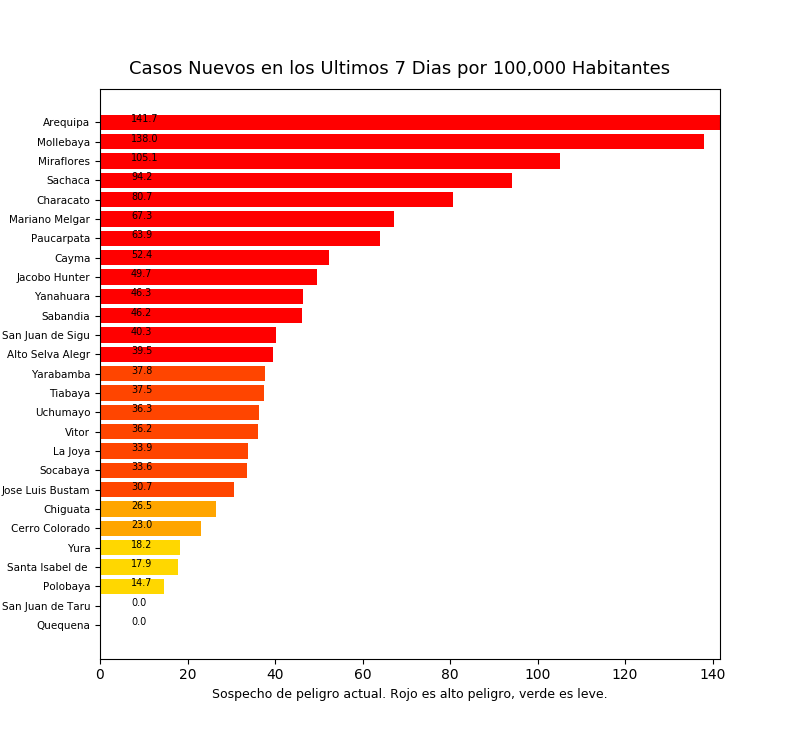 Casos Nuevos en los Ultimos 7 Dias por 100,000 Habitantes
Arequipa 141.7
Mollebaya 138.0
Miraflores 105.1
Sachaca 94.2
Characato 80.7
Mariano Melgar 67.3
Paucarpata 63.9
Cayma 52.4
Jacobo Hunter 49.7
Yanahuara 46.3
Sabandia 46.2
San Juan de Sigu 40.3
Alto Selva Alegr 39.5
Yarabamba 37.8
Tiabaya 37.5
Uchumayo 36.3
Vitor 36.2
La Joya 33.9
Socabaya 33.6
Jose Luis Bustam 30.7
Chiguata 26.5
Cerro Colorado 23.0
Yura 18.2
Santa Isabel de 17.9
Polobaya 14.7
San Juan de Taru 0.0
Quequena 0.0
0 20 40 60 80 100 120 140
Sospecho de peligro actual. Rojo es alto peligro, verde es leve.